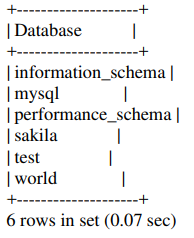 +--------------------+
| Database |
+--------------------+
| information_schema |
| mysql |
| performance_schema |
| sakila |
| test |
| world |
+--------------------+
6 rows in set (0.07 sec)